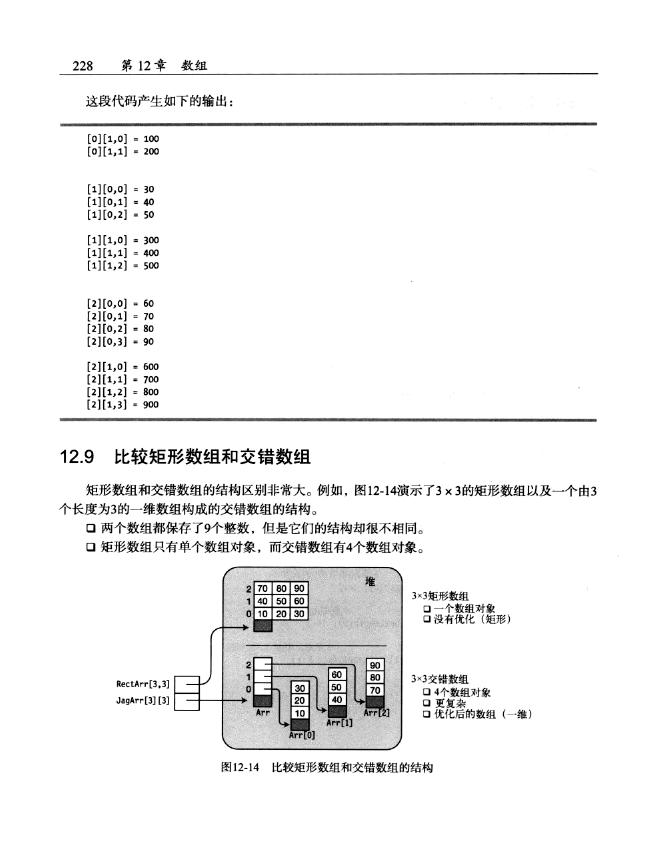 228 第12章 数组
这段代码产生如下的输出：
[0][1,0] = 100
[0][1,1] = 200
[1][0,0] = 30
[1][0,1] = 40
[1][0,2] = 50
[1][1,0] = 300
[1][1,1] = 400
[1][1,2] = 500
[2][0,0] = 60
[2][0,1] = 70
[2][0,2] = 80
[2][0,3] = 90
[2][1,0] = 600
[2][1,1] = 700
[2][1,2] = 800
[2][1,3] = 900
12.9 比较矩形数组和交错数组
矩形数组和交错数组的结构区别非常大。例如，图12-14演示了3×3的矩形数组以及一个由3
个长度为3的一维数组构成的交错数组的结构。
❑ 两个数组都保存了9个整数，但是它们的结构却很不相同。
❑ 矩形数组只有单个数组对象，而交错数组有4个数组对象。
堆
2 70 80 90
1 40 50 60
0 10 20 30
3×3矩形数组
❑ 一个数组对象
❑ 没有优化（矩形）
RectArr[3,3]
JagArr[3][3]
2
1
0
Arr
30
20
10
Arr[0]
60
50
40
Arr[1]
90
80
70
Arr[2]
3×3交错数组
❑ 4个数组对象
❑ 更复杂
❑ 优化后的数组（一维）
图12-14 比较矩形数组和交错数组的结构